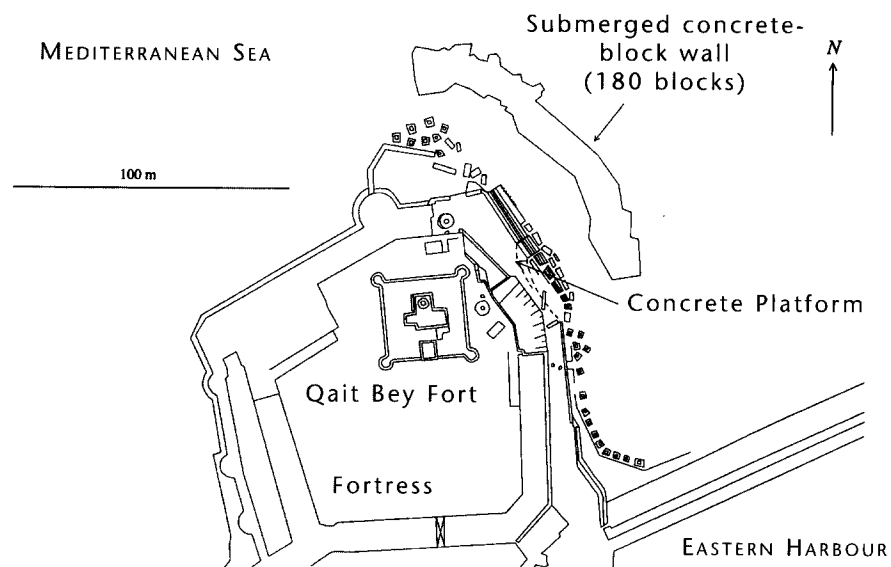 MEDITERRANEAN SEA
Submerged concrete-
block wall
(180 blocks)
N
100 m
Concrete Platform
Qait Bey Fort
Fortress
EASTERN HARBOUR